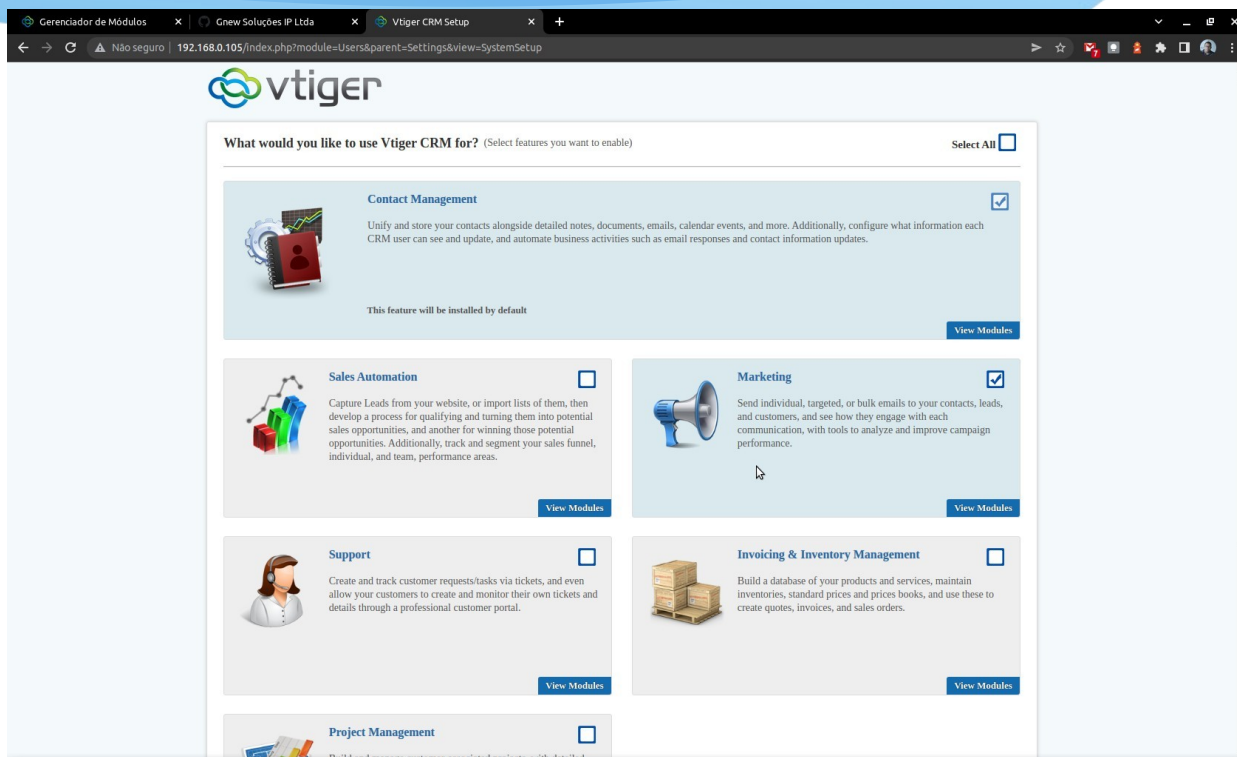 Gerenciador de Módulos
Gnew Soluções IP Ltda
Vtiger CRM Setup
Não seguro | 192.168.0.105/index.php?module=Users&parent=Settings&view=SystemSetup
7
vtiger
What would you like to use Vtiger CRM for? (Select features you want to enable)
Select All
Contact Management
Unify and store your contacts alongside detailed notes, documents, emails, calendar events, and more. Additionally, configure what information each
CRM user can see and update, and automate business activities such as email responses and contact information updates.
This feature will be installed by default
View Modules
Sales Automation
Capture Leads from your website, or import lists of them, then
develop a process for qualifying and turning them into potential
sales opportunities, and another for winning those potential
opportunities. Additionally, track and segment your sales funnel,
individual, and team, performance areas.
View Modules
Marketing
Send individual, targeted, or bulk emails to your contacts, leads,
and customers, and see how they engage with each
communication, with tools to analyze and improve campaign
performance.
View Modules
Support
Create and track customer requests/tasks via tickets, and even
allow your customers to create and monitor their own tickets and
details through a professional customer portal.
View Modules
Invoicing & Inventory Management
Build a database of your products and services, maintain
inventories, standard prices and prices books, and use these to
create quotes, invoices, and sales orders.
View Modules
Project Management